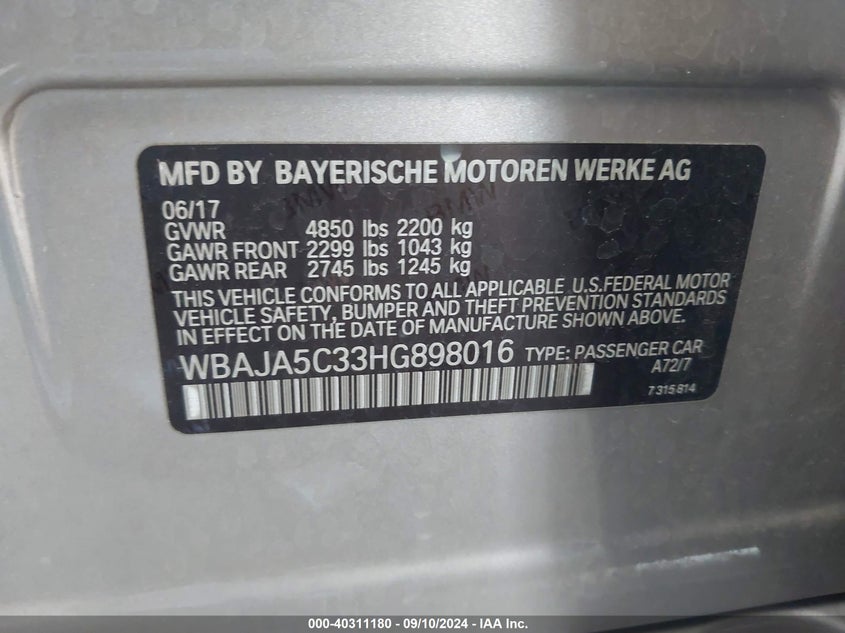 MFD BY BAYERISCHE MOTOREN WERKE AG
06/17
GVWR 4850 lbs 2200 kg
GAWR FRONT 2299 lbs 1043 kg
GAWR REAR 2745 lbs 1245 kg
THIS VEHICLE CONFORMS TO ALL APPLICABLE U.S.FEDERAL MOTOR
VEHICLE SAFETY, BUMPER AND THEFT PREVENTION STANDARDS
IN EFFECT ON THE DATE OF MANUFACTURE SHOWN ABOVE.
WBAJA5C33HG898016 TYPE: PASSENGER CAR
A72/7
7315814
000-40311180 - 09/10/2024 - IAA Inc.